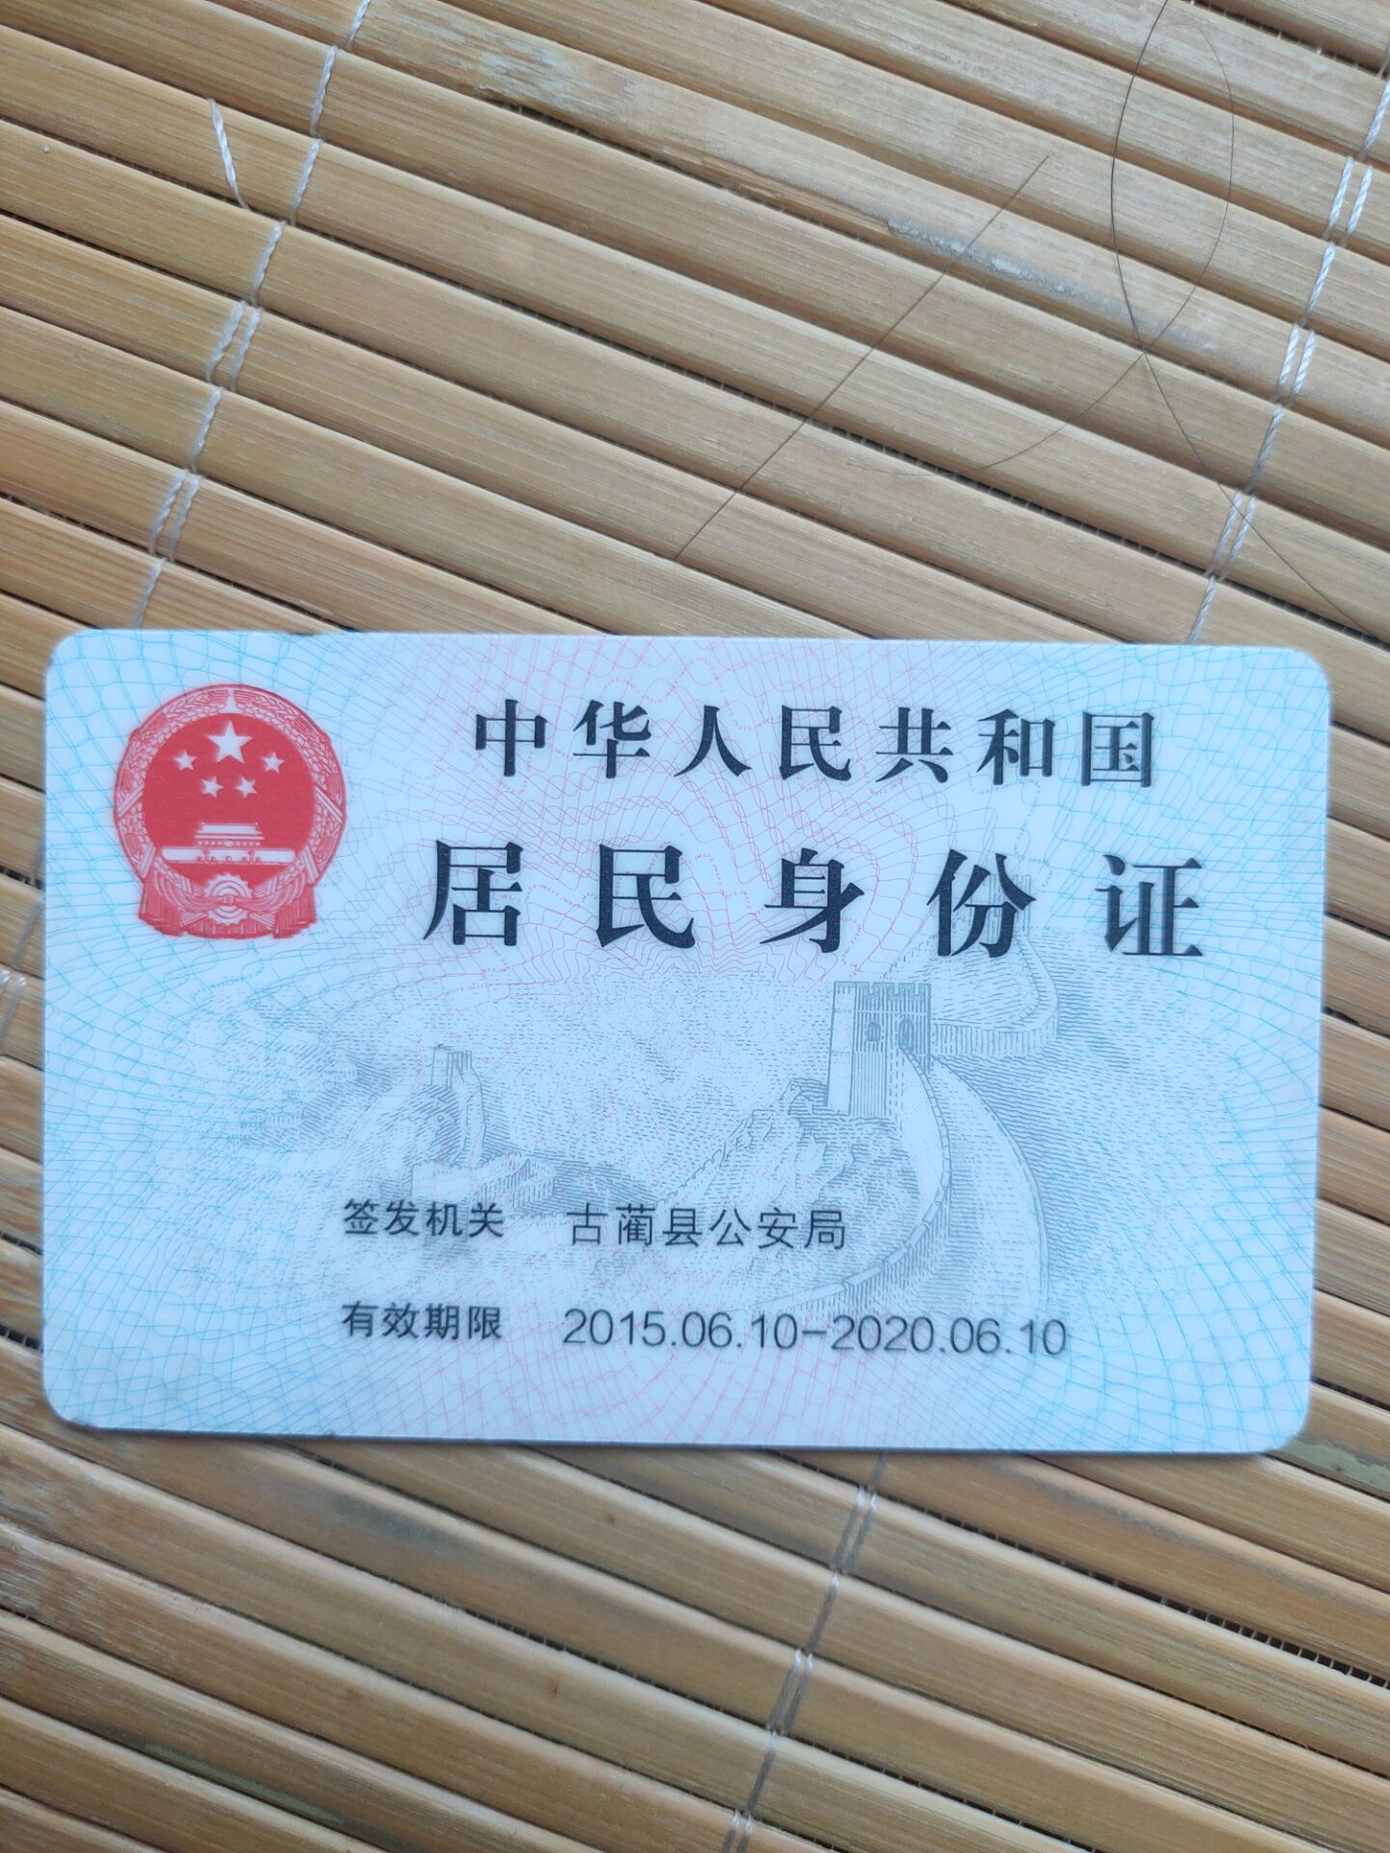 中华人民共和国
居民身份证
签发机关 古蔺县公安局
有效期限 2015.06.10-2020.06.10